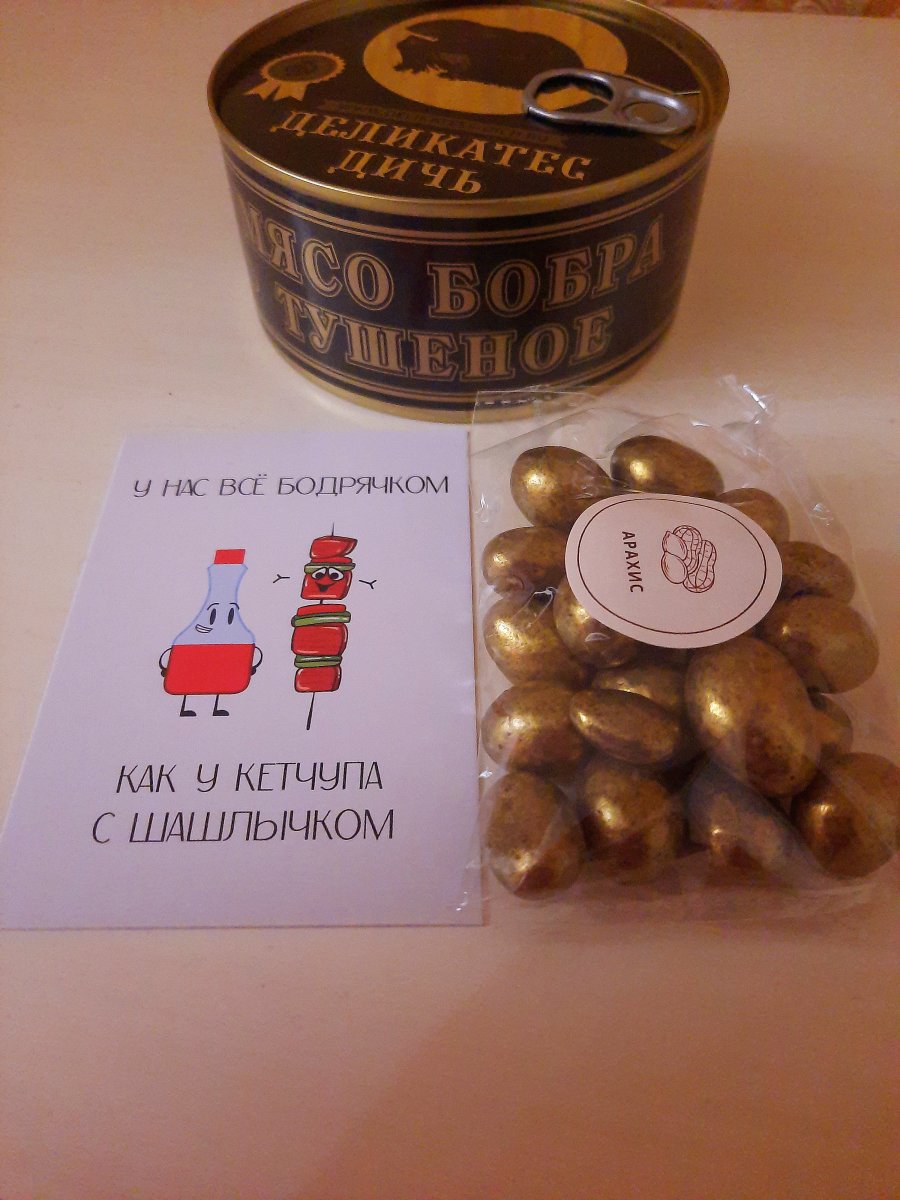 ДЕЛИКАТЕС
ДИЧЬ
МЯСО БОБРА
ТУШЕНОЕ
У НАС ВСЁ БОДРЯЧКОМ
КАК У КЕТЧУПА
С ШАШЛЫЧКОМ
АРАХИС